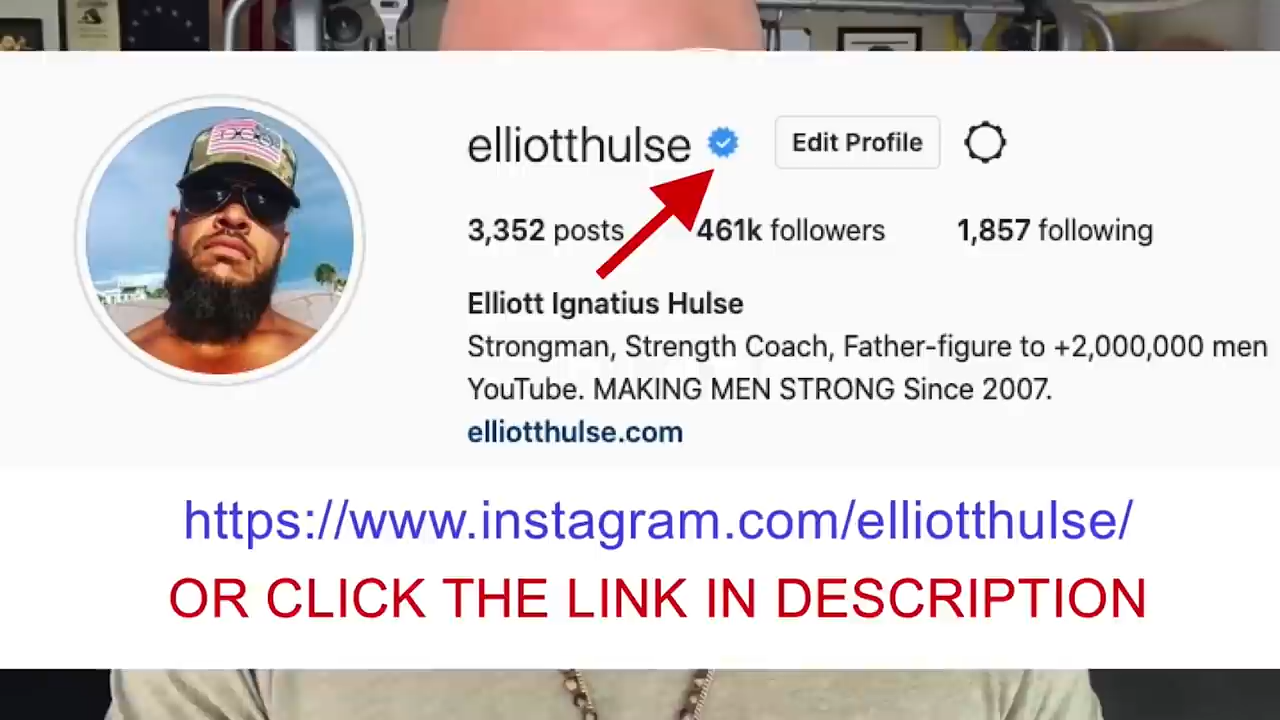 elliotthulse Edit Profile
3,352 posts 461k followers 1,857 following
Elliott Ignatius Hulse
Strongman, Strength Coach, Father-figure to +2,000,000 men
YouTube. MAKING MEN STRONG Since 2007.
elliotthulse.com
https://www.instagram.com/elliotthulse/
OR CLICK THE LINK IN DESCRIPTION